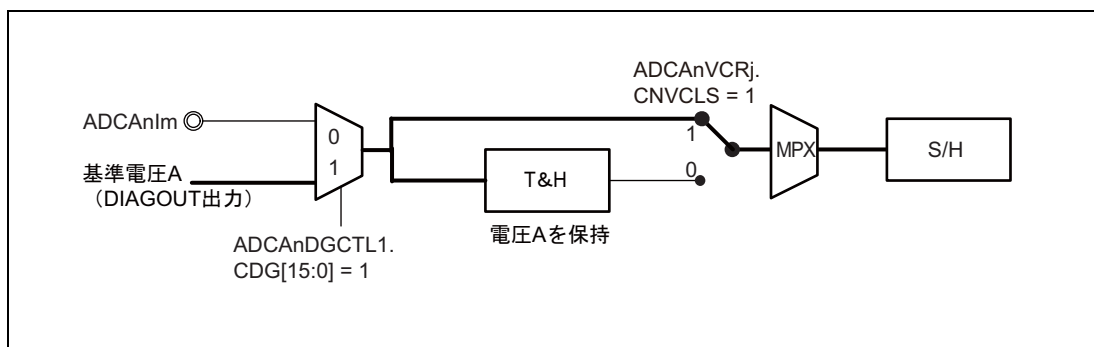 ADCAnVCRj.
CNVCLS = 1
ADCAnIm
0
1
1
MPX
S/H
基準電圧A
（DIAGOUT出力）
T&H
0
電圧Aを保持
ADCAnDGCTL1.
CDG[15:0] = 1